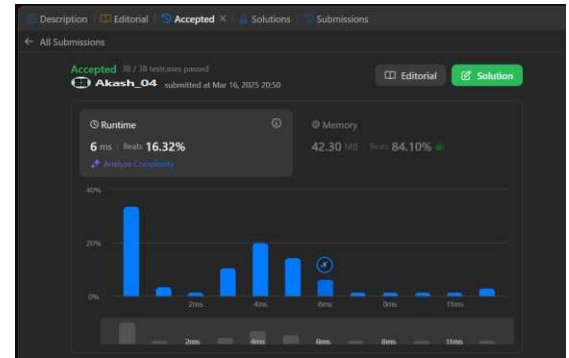 Description Editorial Accepted × Solutions Submissions
← All Submissions
Accepted 38 / 38 testcases passed
Akash_04 submitted at Mar 16, 2025 20:50
Editorial Solution
Runtime
6 ms Beats 16.32%
Analyze Complexity
Memory
42.30 MB Beats 84.10%
40%
20%
0%
2ms 4ms 6ms 8ms 11ms
2ms 4ms 6ms 8ms 11ms